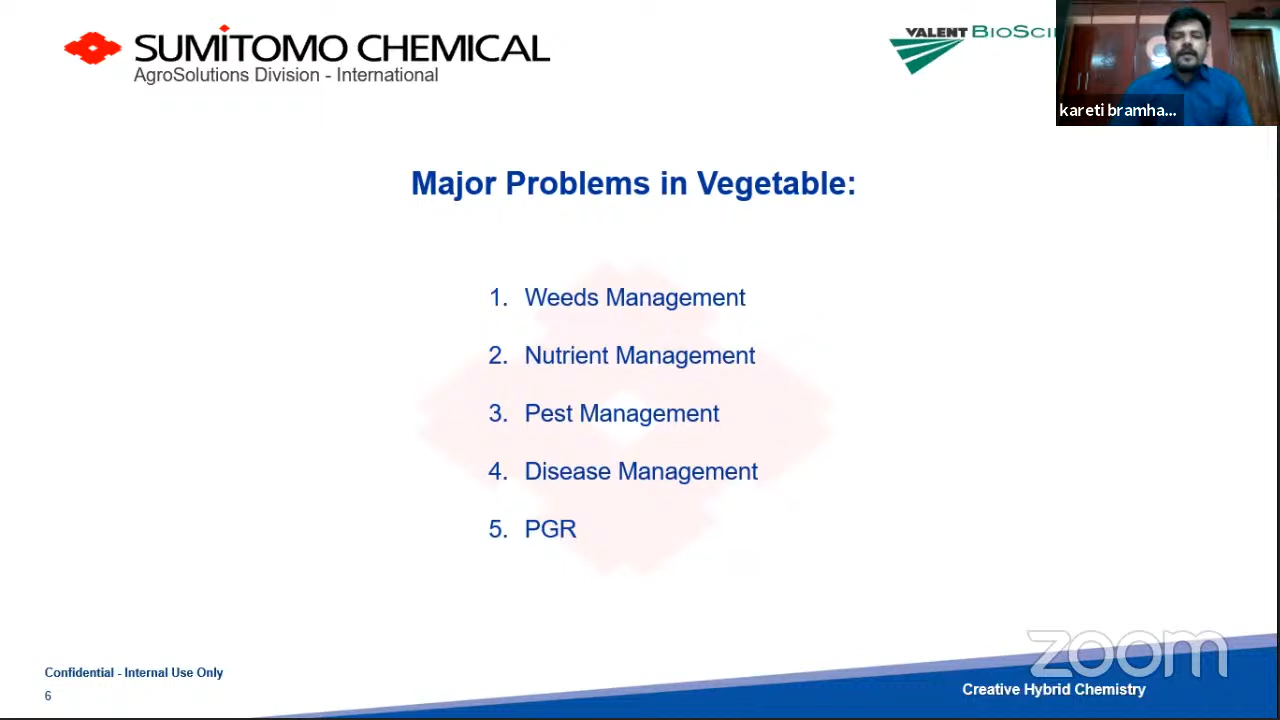 SUMITOMO CHEMICAL
AgroSolutions Division - International
VALENT
kareti bramha...
Major Problems in Vegetable:
1. Weeds Management
2. Nutrient Management
3. Pest Management
4. Disease Management
5. PGR
zoom
Confidential - Internal Use Only
6
Creative Hybrid Chemistry